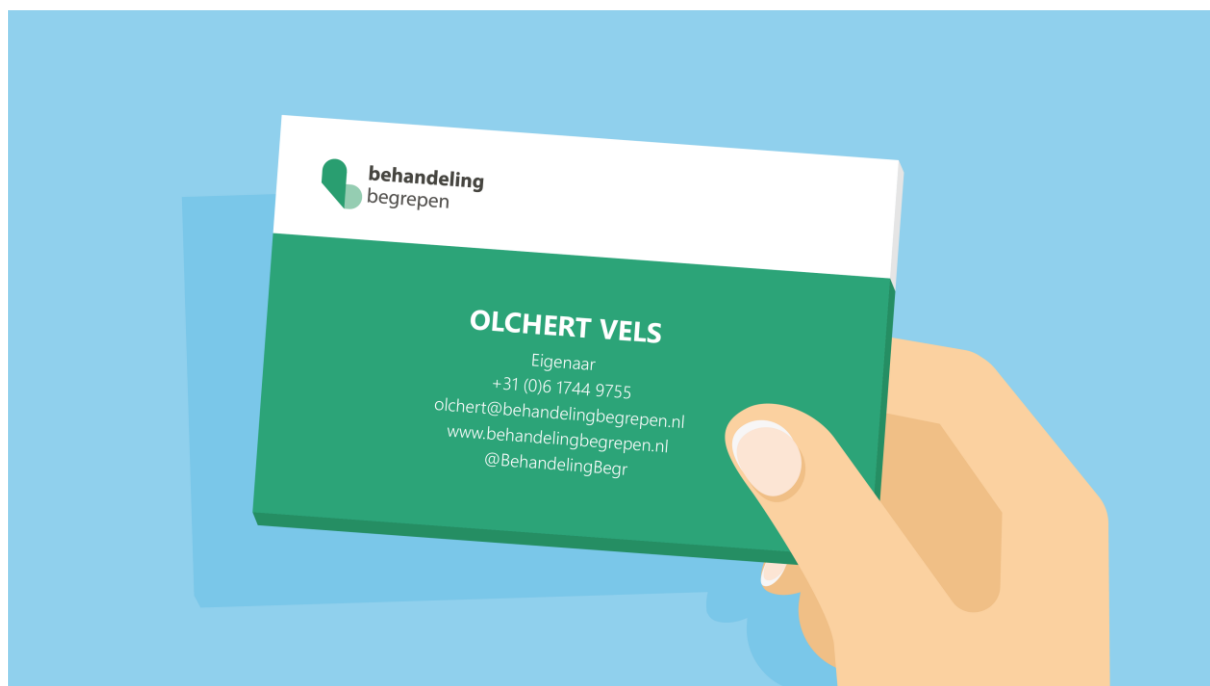 behandeling
begrepen
OLCHERT VELS
Eigenaar
+31 (0)6 1744 9755
olchert@behandelingbegrepen.nl
www.behandelingbegrepen.nl
@BehandelingBegr